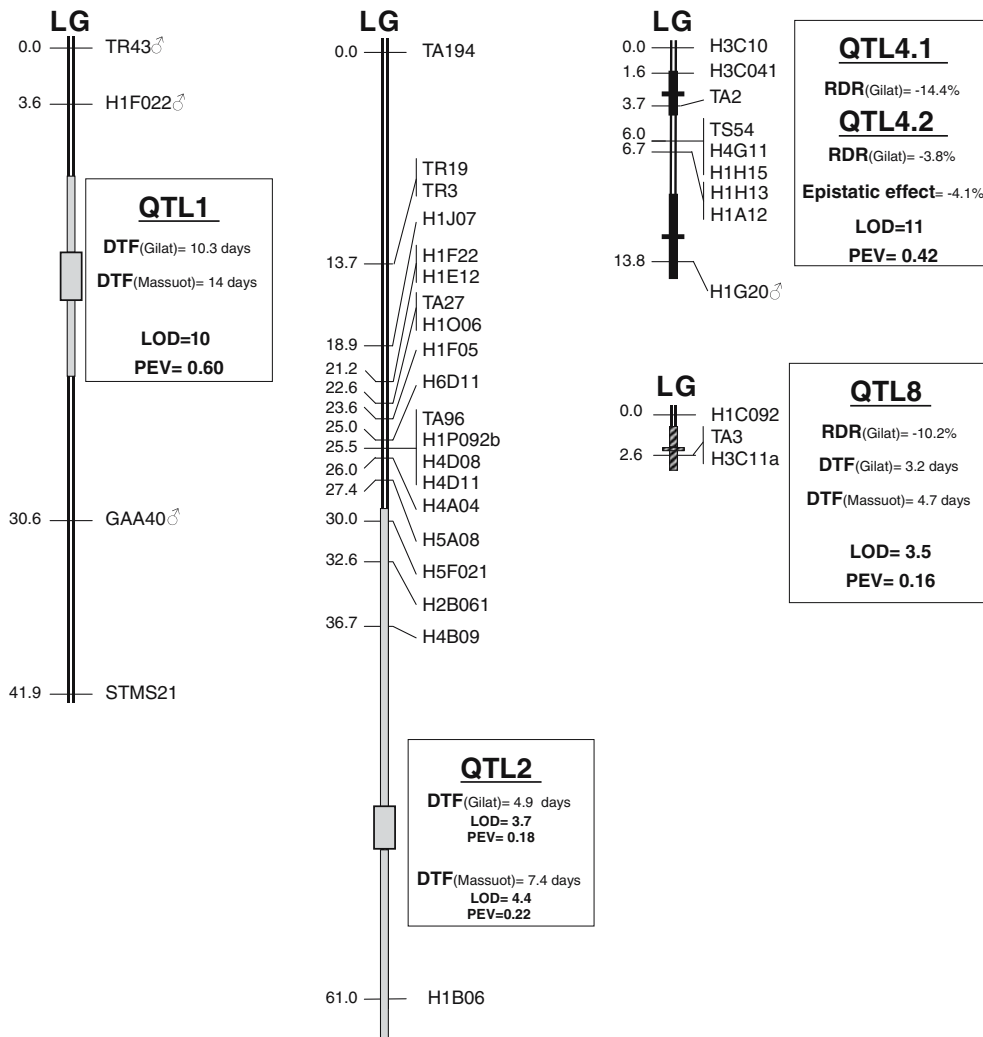 LG
0.0 TR43♂
3.6 H1F022♂
30.6 GAA40♂
41.9 STMS21
QTL1
DTF(Gilat)= 10.3 days
DTF(Massuot)= 14 days
LOD=10
PEV= 0.60
LG
0.0 TA194
TR19
TR3
H1J07
H1F22
H1E12
TA27
H1O06
H1F05
H6D11
TA96
H1P092b
H4D08
H4D11
H4A04
H5A08
H5F021
H2B061
H4B09
13.7
18.9
21.2
22.6
23.6
25.0
25.5
26.0
27.4
30.0
32.6
36.7
61.0 H1B06
QTL2
DTF(Gilat)= 4.9 days
LOD= 3.7
PEV= 0.18
DTF(Massuot)= 7.4 days
LOD= 4.4
PEV=0.22
LG
0.0 H3C10
1.6 H3C041
3.7 TA2
6.0 TS54
6.7 H4G11
H1H15
H1H13
H1A12
13.8
H1G20♂
QTL4.1
RDR(Gilat)= -14.4%
QTL4.2
RDR(Gilat)= -3.8%
Epistatic effect= -4.1%
LOD=11
PEV= 0.42
LG
0.0 H1C092
TA3
2.6 H3C11a
QTL8
RDR(Gilat)= -10.2%
DTF(Gilat)= 3.2 days
DTF(Massuot)= 4.7 days
LOD= 3.5
PEV= 0.16